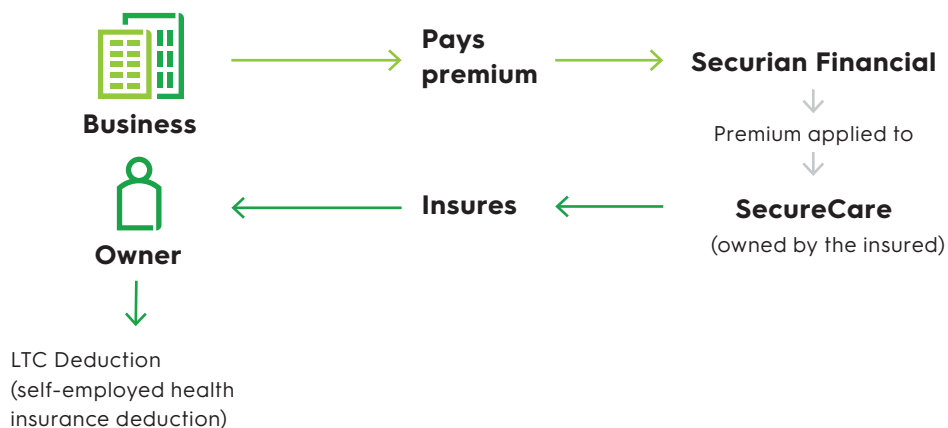 Business
Pays
premium
Securian Financial
Premium applied to
SecureCare
(owned by the insured)
Insures
Owner
LTC Deduction
(self-employed health
insurance deduction)